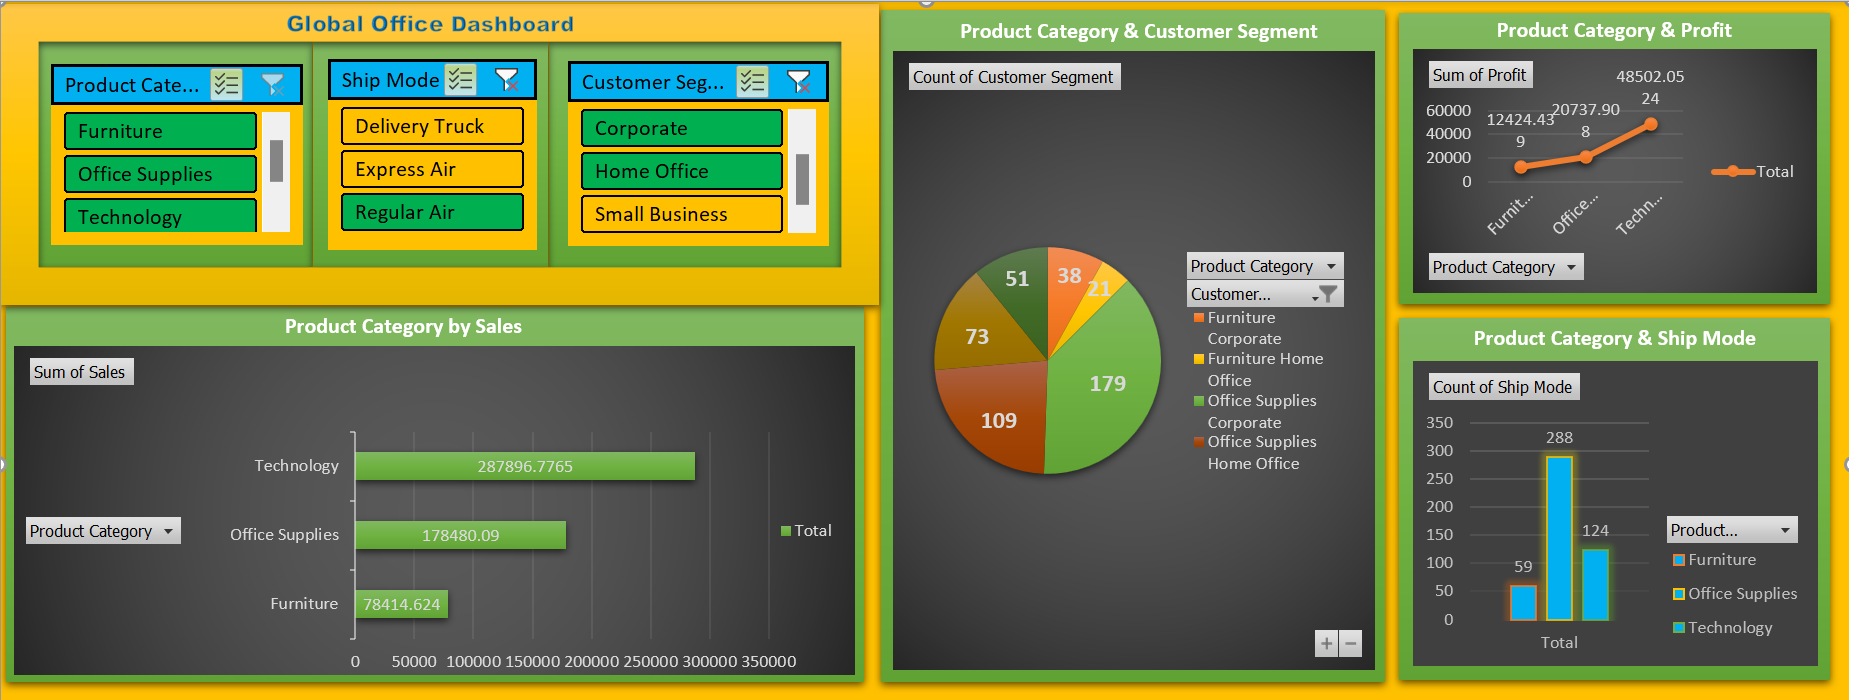 Global Office Dashboard
Product Cate...
Furniture
Office Supplies
Technology
Ship Mode
Delivery Truck
Express Air
Regular Air
Customer Seg...
Corporate
Home Office
Small Business
Product Category by Sales
Sum of Sales
Technology
287896.7765
Product Category
Office Supplies
178480.09
Total
Furniture
78414.624
0 50000 100000 150000 200000 250000 300000 350000
Product Category & Customer Segment
Count of Customer Segment
51
38
21
73
179
109
Product Category
Customer...
Furniture
Corporate
Furniture Home
Office
Office Supplies
Corporate
Office Supplies
Home Office
+ −
Product Category & Profit
Sum of Profit
48502.05
24
20737.90
8
12424.43
9
60000
40000
20000
0
Furnit...
Office...
Techn...
Total
Product Category
Product Category & Ship Mode
Count of Ship Mode
350
300
250
200
150
100
50
0
59
288
124
Total
Product...
Furniture
Office Supplies
Technology